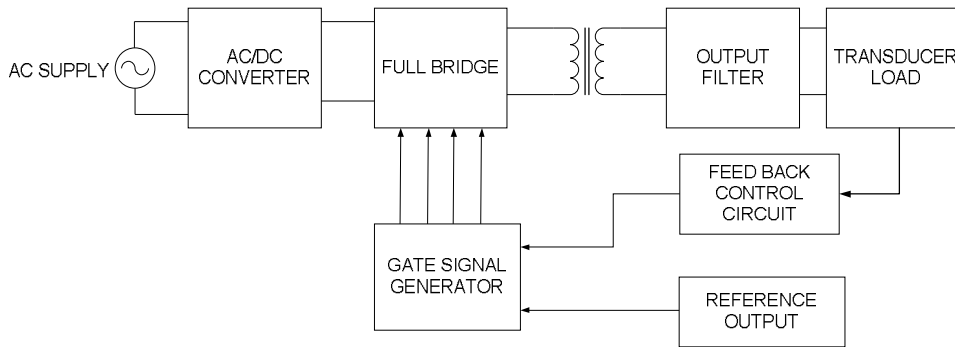 AC SUPPLY
AC/DC
CONVERTER
FULL BRIDGE
OUTPUT
FILTER
TRANSDUCER
LOAD
FEED BACK
CONTROL
CIRCUIT
GATE SIGNAL
GENERATOR
REFERENCE
OUTPUT